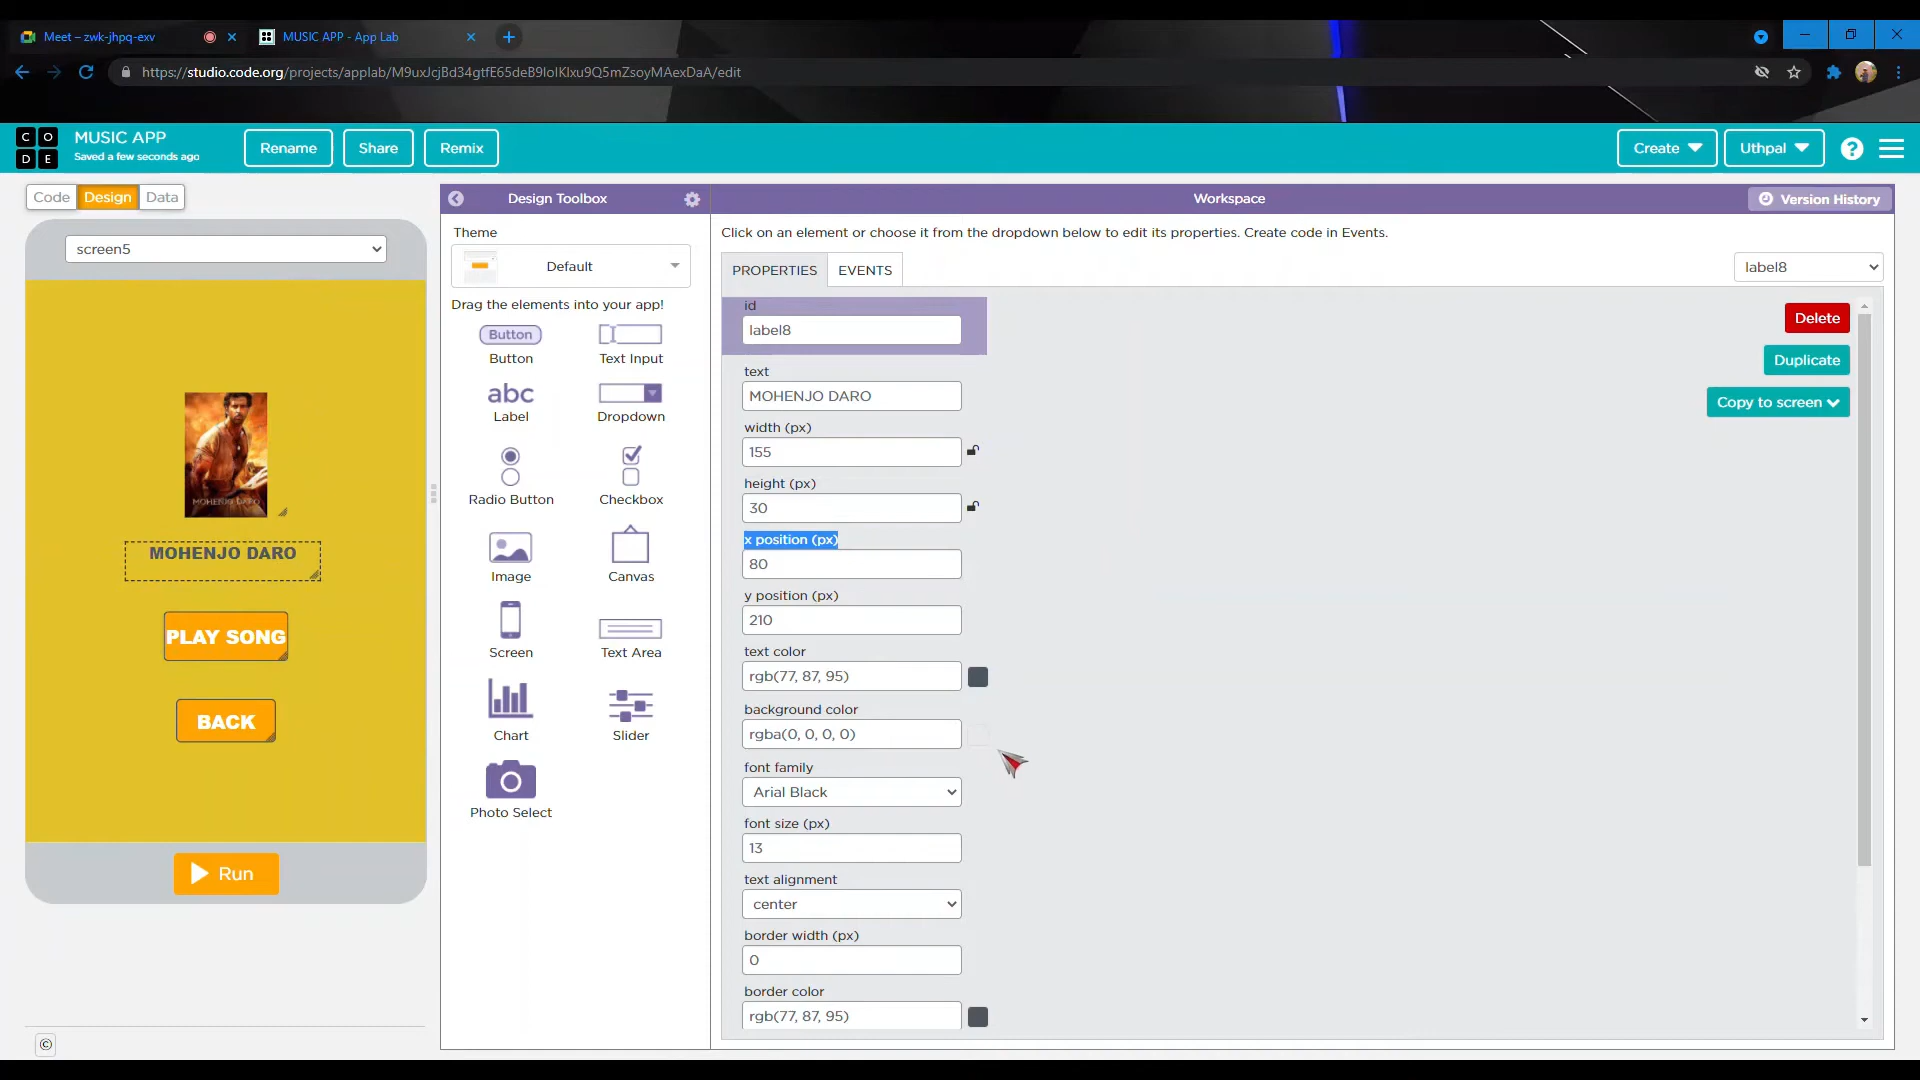 Meet – zwk-jhpq-exv
MUSIC APP - App Lab
https://studio.code.org/projects/applab/M9uxJcjBd34gtfE65deB9IoIKlxu9Q5mZsoyMAexDaA/edit
CODE
MUSIC APP
Saved a few seconds ago
Rename
Share
Remix
Create
Uthpal
?
Code
Design
Data
Design Toolbox
Workspace
Version History
screen5
Theme
Default
Drag the elements into your app!
Button
Button
Text Input
abc
Label
Dropdown
Radio Button
Checkbox
Image
Canvas
Screen
Text Area
Chart
Slider
Photo Select
Click on an element or choose it from the dropdown below to edit its properties. Create code in Events.
PROPERTIES
EVENTS
label8
id
label8
text
MOHENJO DARO
width (px)
155
height (px)
30
x position (px)
80
y position (px)
210
text color
rgb(77, 87, 95)
background color
rgba(0, 0, 0, 0)
font family
Arial Black
font size (px)
13
text alignment
center
border width (px)
0
border color
rgb(77, 87, 95)
Delete
Duplicate
Copy to screen
MOHENJO DARO
MOHENJO DARO
PLAY SONG
BACK
Run
©